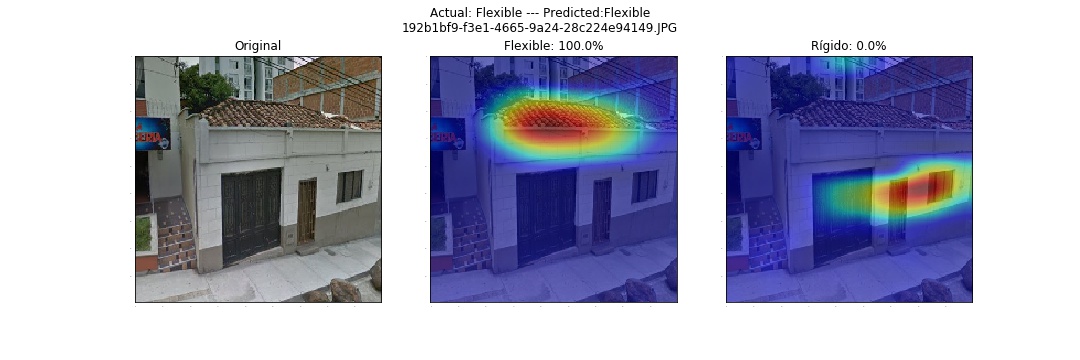 Actual: Flexible --- Predicted:Flexible
192b1bf9-f3e1-4665-9a24-28c224e94149.JPG
Original
Flexible: 100.0%
Rígido: 0.0%